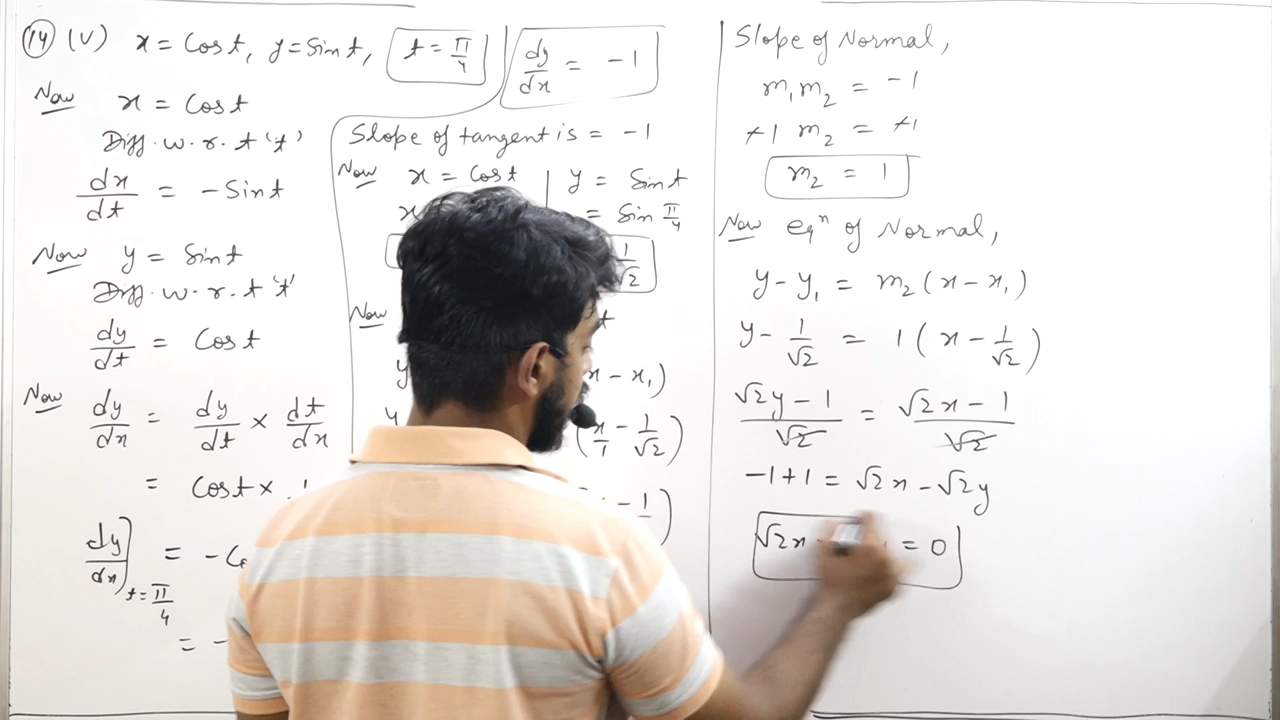 14 (V) x = Cos t, y = Sin t, t = π/4
Now x = Cos t
Diff. w. r. t 't'
dx/dt = - Sin t
Now y = Sin t
Diff. w. r. t 't'
dy/dt = Cos t
Now dy/dx = dy/dt × dt/dx
= Cos t ×
dy/dx] t = π/4 = -
= -
dy/dx = -1
Slope of tangent is = -1
Now x = Cos t | y = Sin t
x = Sin π/4
1/√2
Now
y x - x₁)
y (x/1 - 1/√2)
- 1)
Slope of Normal,
m₁ m₂ = -1
-1 m₂ = -1
m₂ = 1
Now eqⁿ of Normal,
y - y₁ = m₂ (x - x₁)
y - 1/√2 = 1 (x - 1/√2)
√2y - 1/√2 = √2x - 1/√2
-1 + 1 = √2x - √2y
√2x = 0